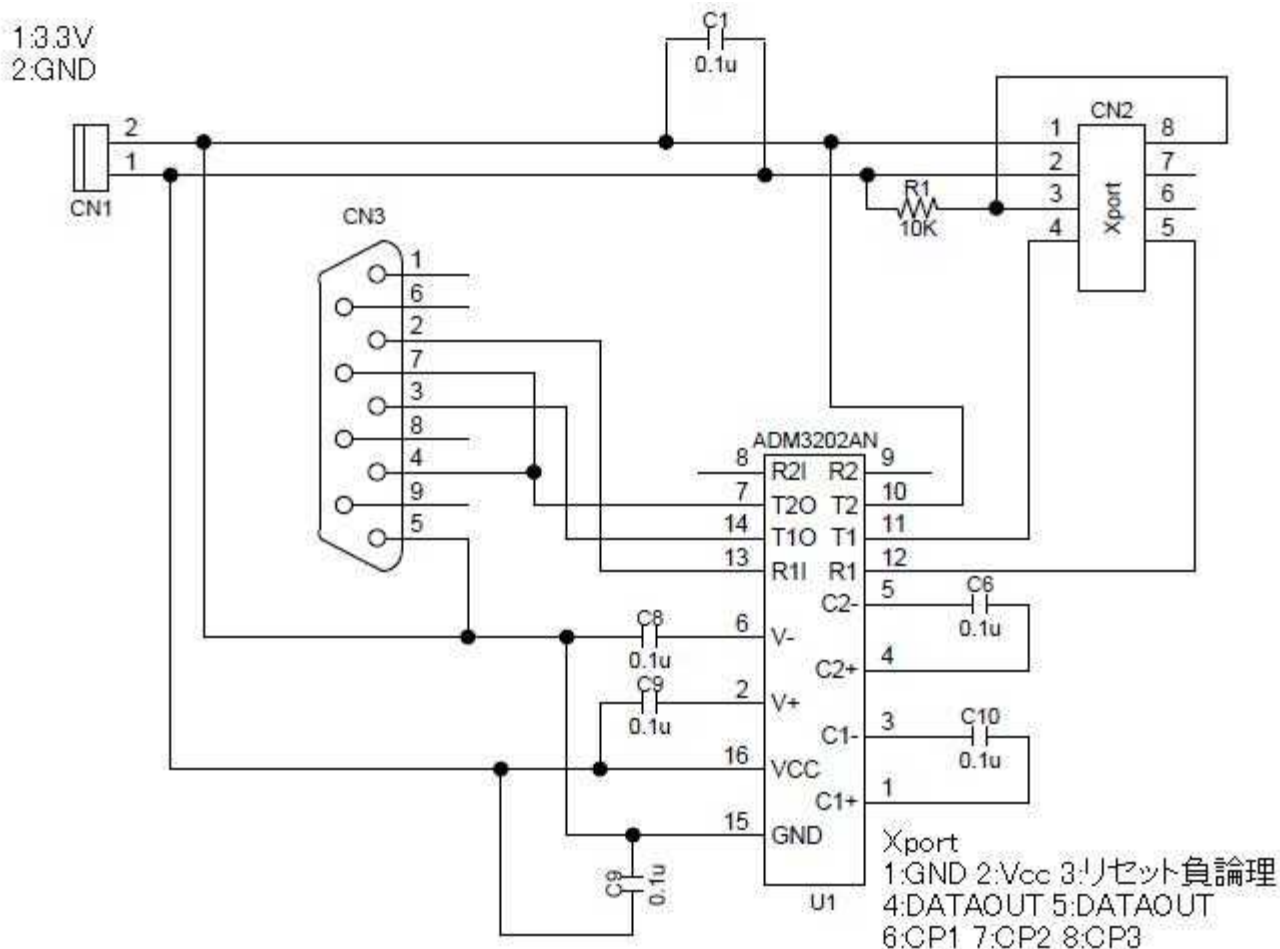 1:3.3V
2:GND
C1
0.1u
CN2
2
1
CN1
1
2
3
4
8
7
6
5
Xport
R1
10K
CN3
1
6
2
7
3
8
4
9
5
ADM3202AN
8 R2I R2 9
7 T2O T2 10
14 T1O T1 11
13 R1I R1 12
C2- 5
C6
0.1u
C8
0.1u
6 V-
C2+ 4
C9
0.1u
2 V+
C1- 3
C10
0.1u
16 VCC
C1+ 1
15 GND
C9
0.1u
U1
Xport
1:GND 2:Vcc 3:リセット負論理
4:DATAOUT 5:DATAOUT
6:CP1 7:CP2 8:CP3